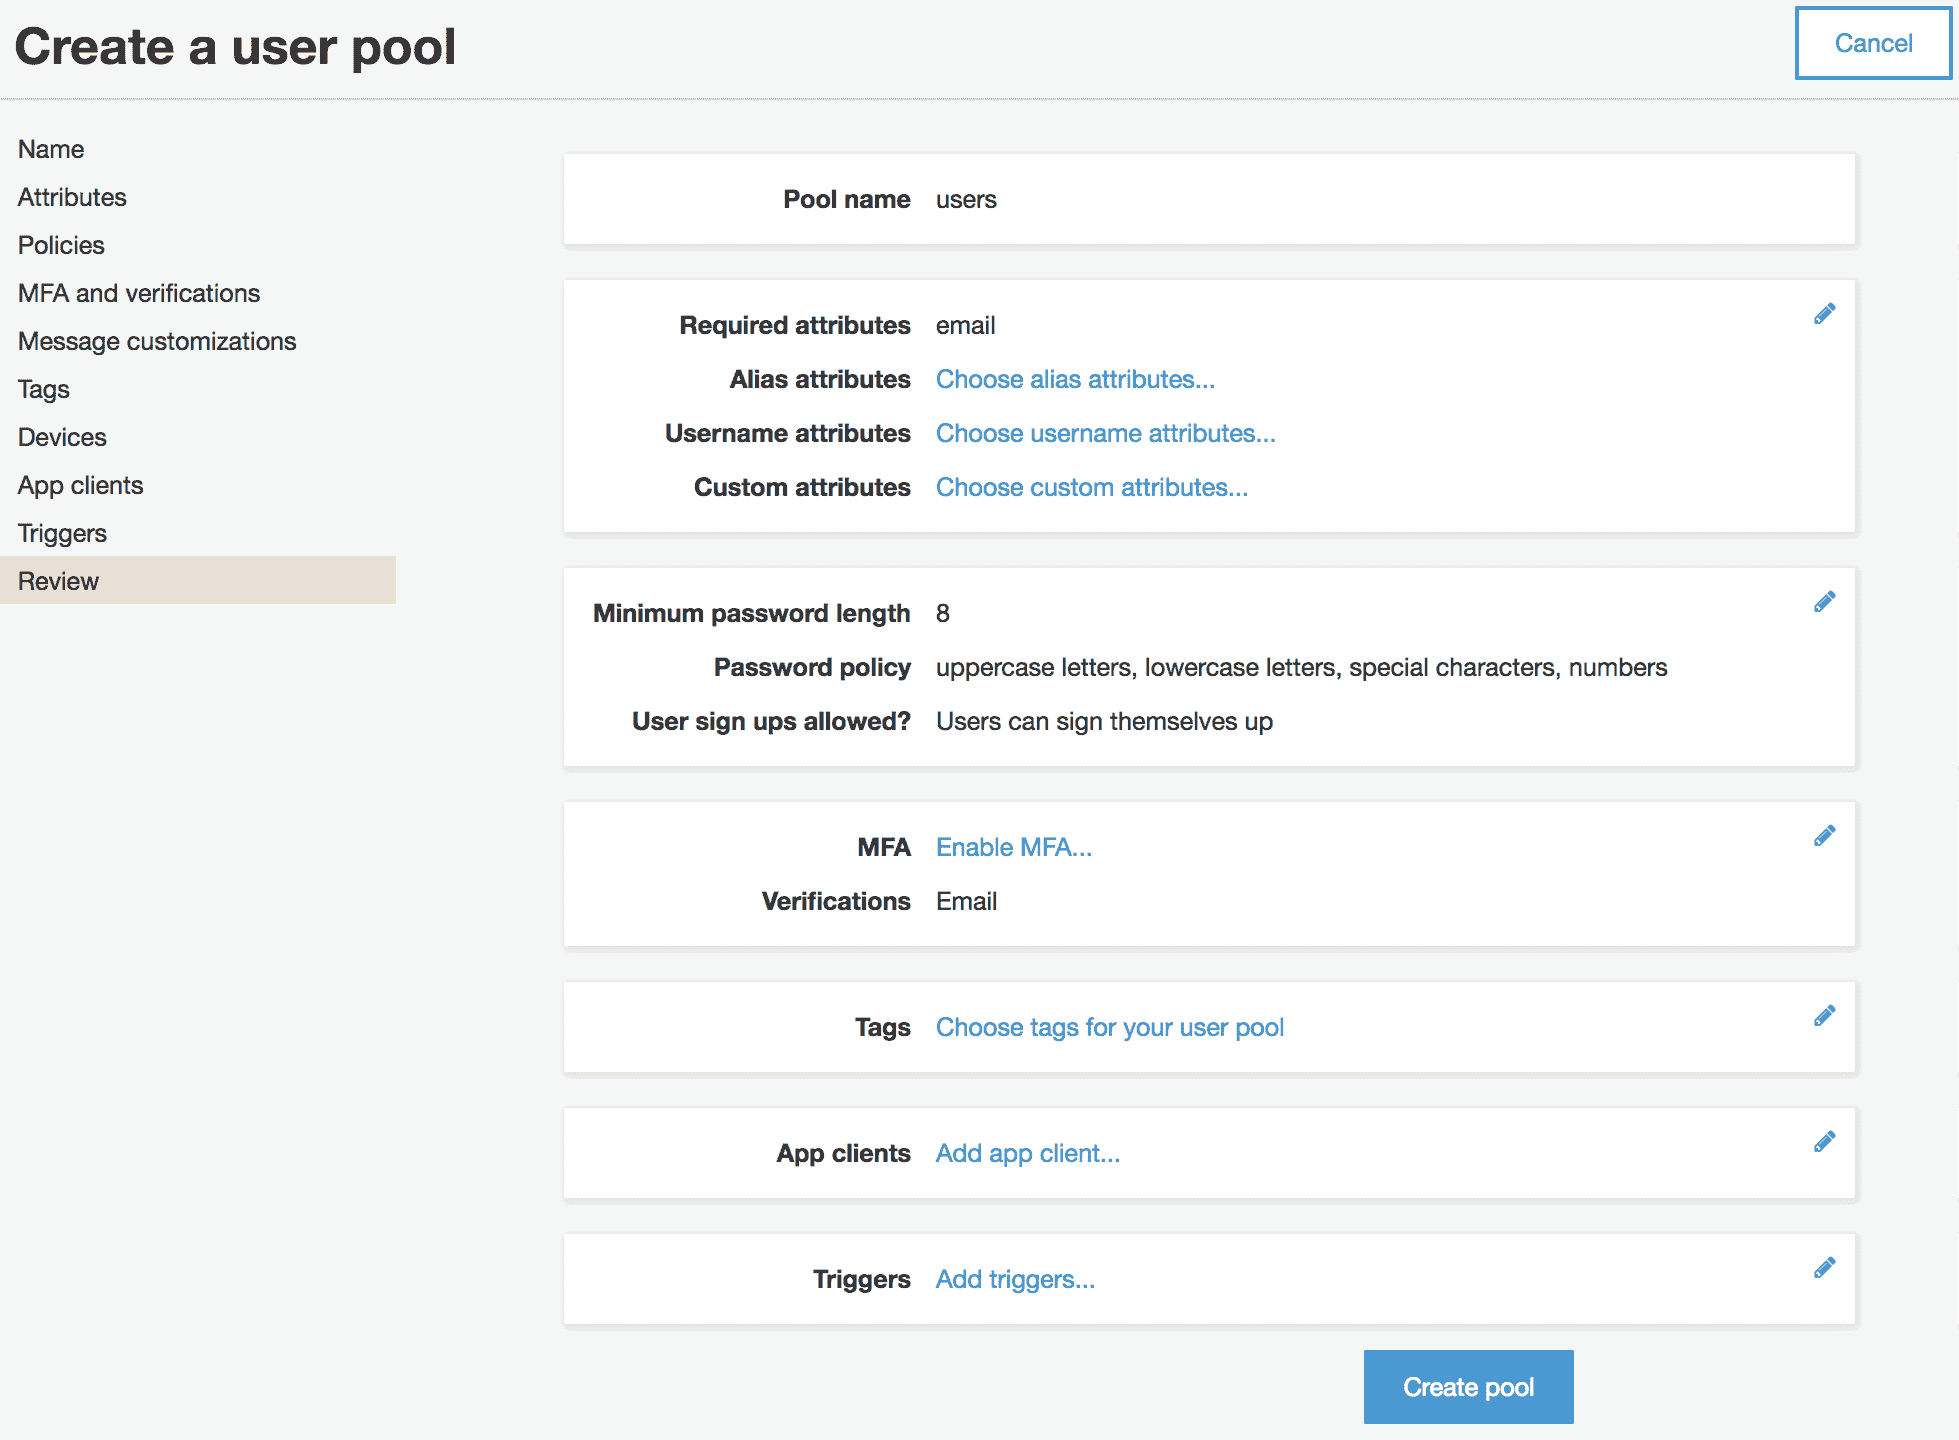 Create a user pool
Cancel
Name
Attributes
Policies
MFA and verifications
Message customizations
Tags
Devices
App clients
Triggers
Review
Pool name users
Required attributes email
Alias attributes Choose alias attributes...
Username attributes Choose username attributes...
Custom attributes Choose custom attributes...
Minimum password length 8
Password policy uppercase letters, lowercase letters, special characters, numbers
User sign ups allowed? Users can sign themselves up
MFA Enable MFA...
Verifications Email
Tags Choose tags for your user pool
App clients Add app client...
Triggers Add triggers...
Create pool